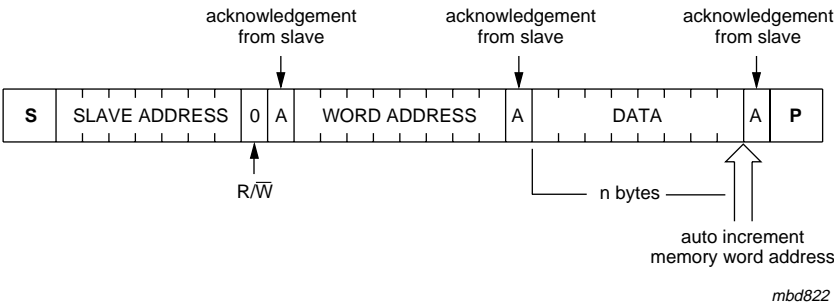 acknowledgement acknowledgement acknowledgement
from slave from slave from slave
S SLAVE ADDRESS 0 A WORD ADDRESS A DATA A P
R/W̅ n bytes
auto increment
memory word address
mbd822